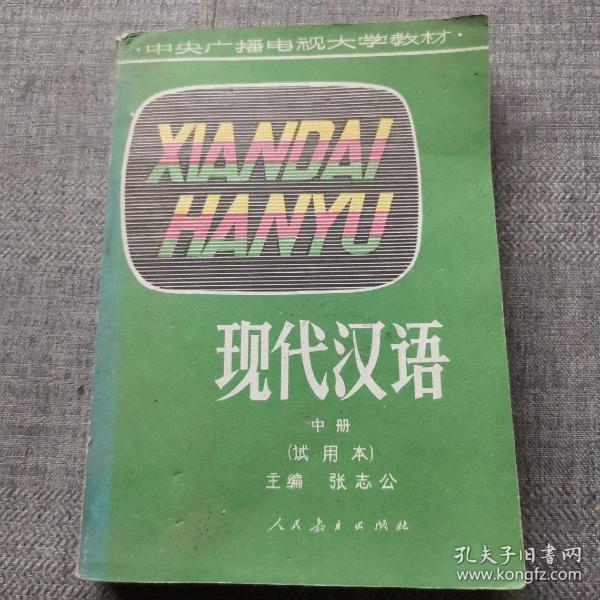 ·中央广播电视大学教材·
XIANDAI
HANYU
现代汉语
中册
(试用本)
主编 张志公
人民教育出版社
孔夫子旧书网
www.kongfz.com